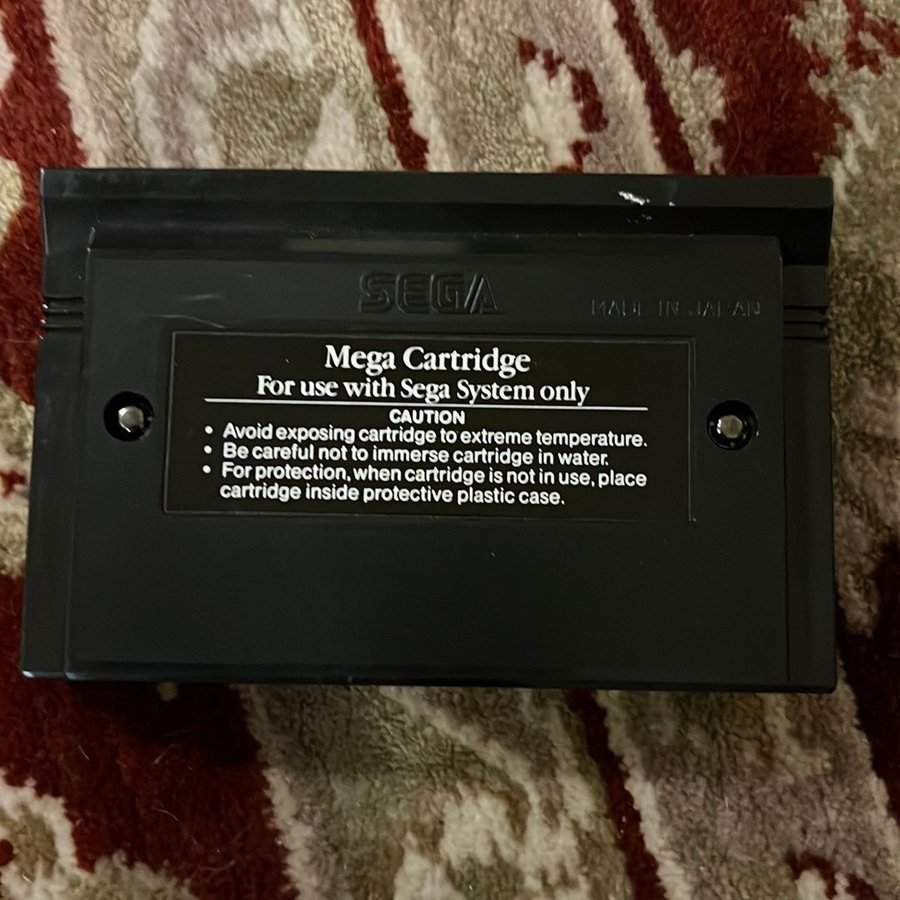 SEGA
MADE IN JAPAN
Mega Cartridge
For use with Sega System only
CAUTION
• Avoid exposing cartridge to extreme temperature.
• Be careful not to immerse cartridge in water.
• For protection, when cartridge is not in use, place
cartridge inside protective plastic case.